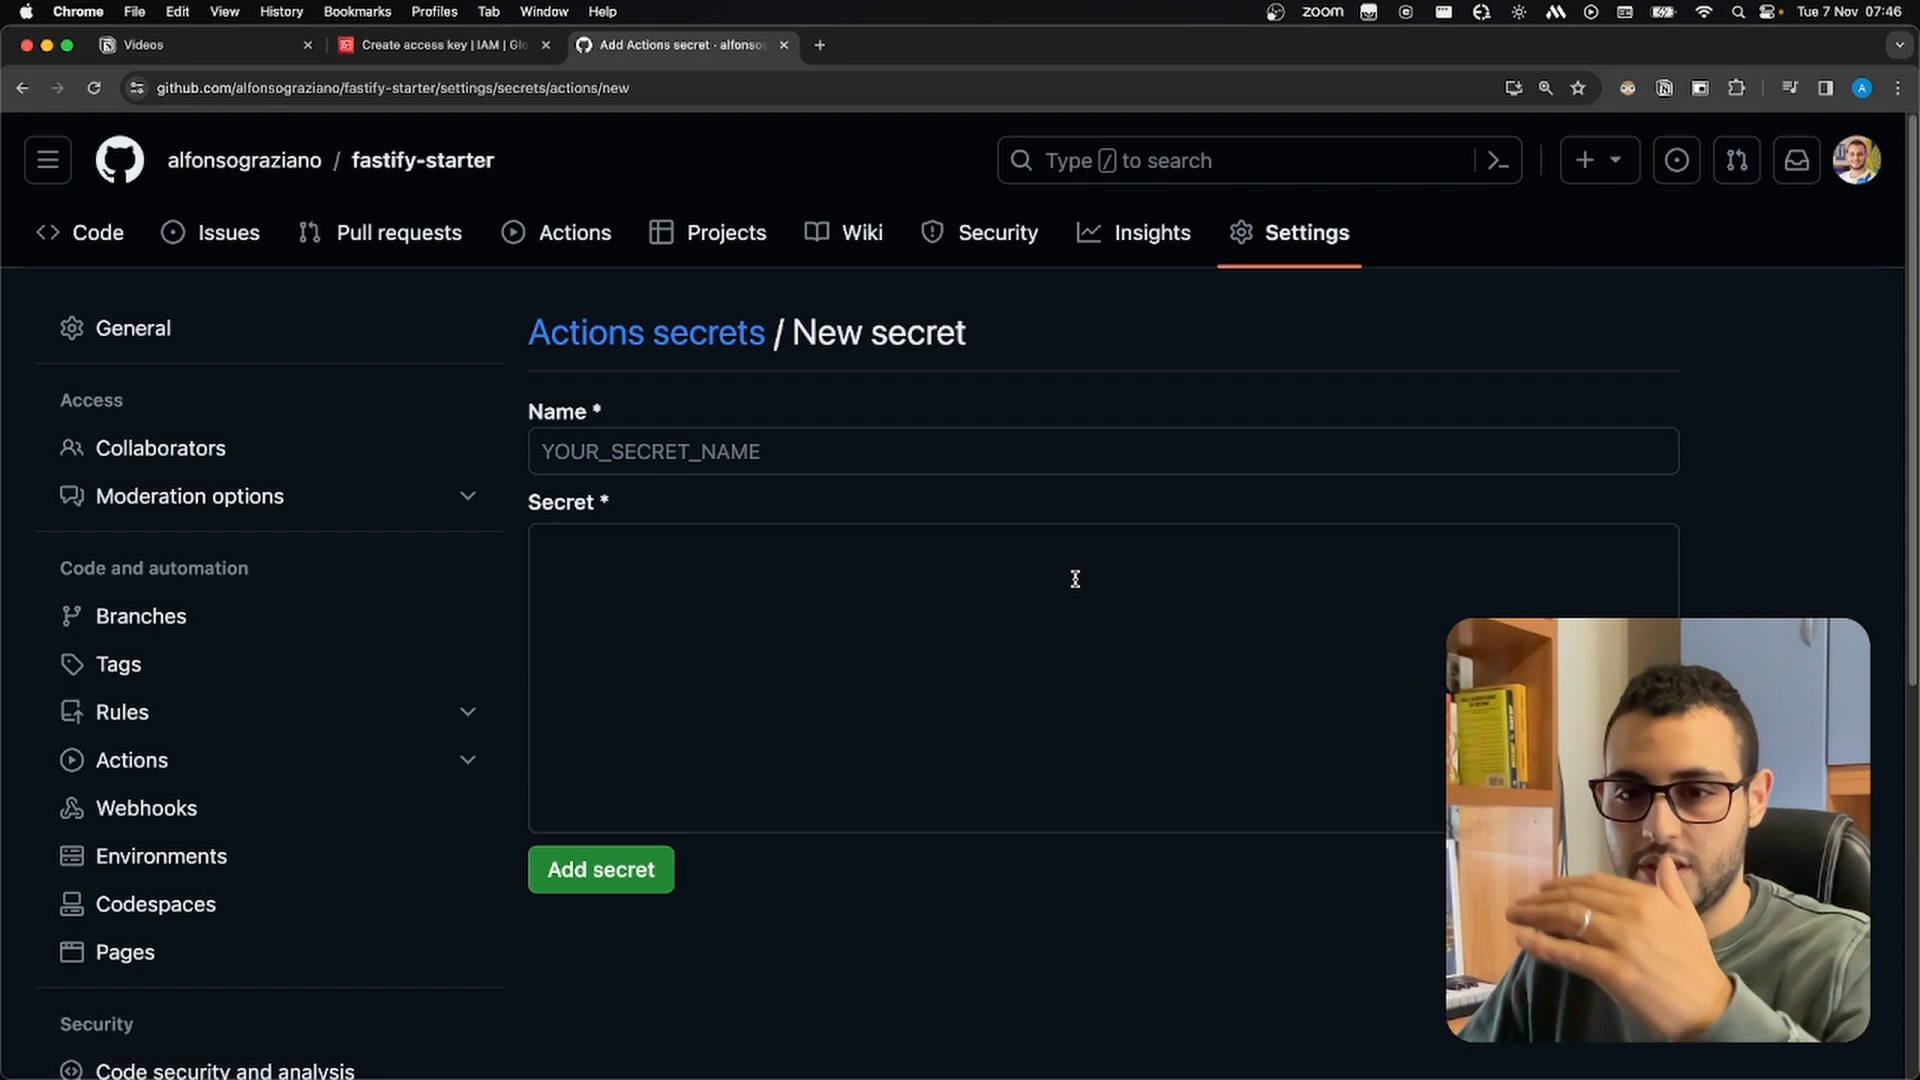 Chrome File Edit View History Bookmarks Profiles Tab Window Help
zoom
Tue 7 Nov 07:46
Videos
Create access key | IAM | Glo
Add Actions secret · alfonso
github.com/alfonsograziano/fastify-starter/settings/secrets/actions/new
A
alfonsograziano / fastify-starter
Type / to search
Code
Issues
Pull requests
Actions
Projects
Wiki
Security
Insights
Settings
General
Access
Collaborators
Moderation options
Code and automation
Branches
Tags
Rules
Actions
Webhooks
Environments
Codespaces
Pages
Security
Code security and analysis
Actions secrets / New secret
Name *
YOUR_SECRET_NAME
Secret *
Add secret